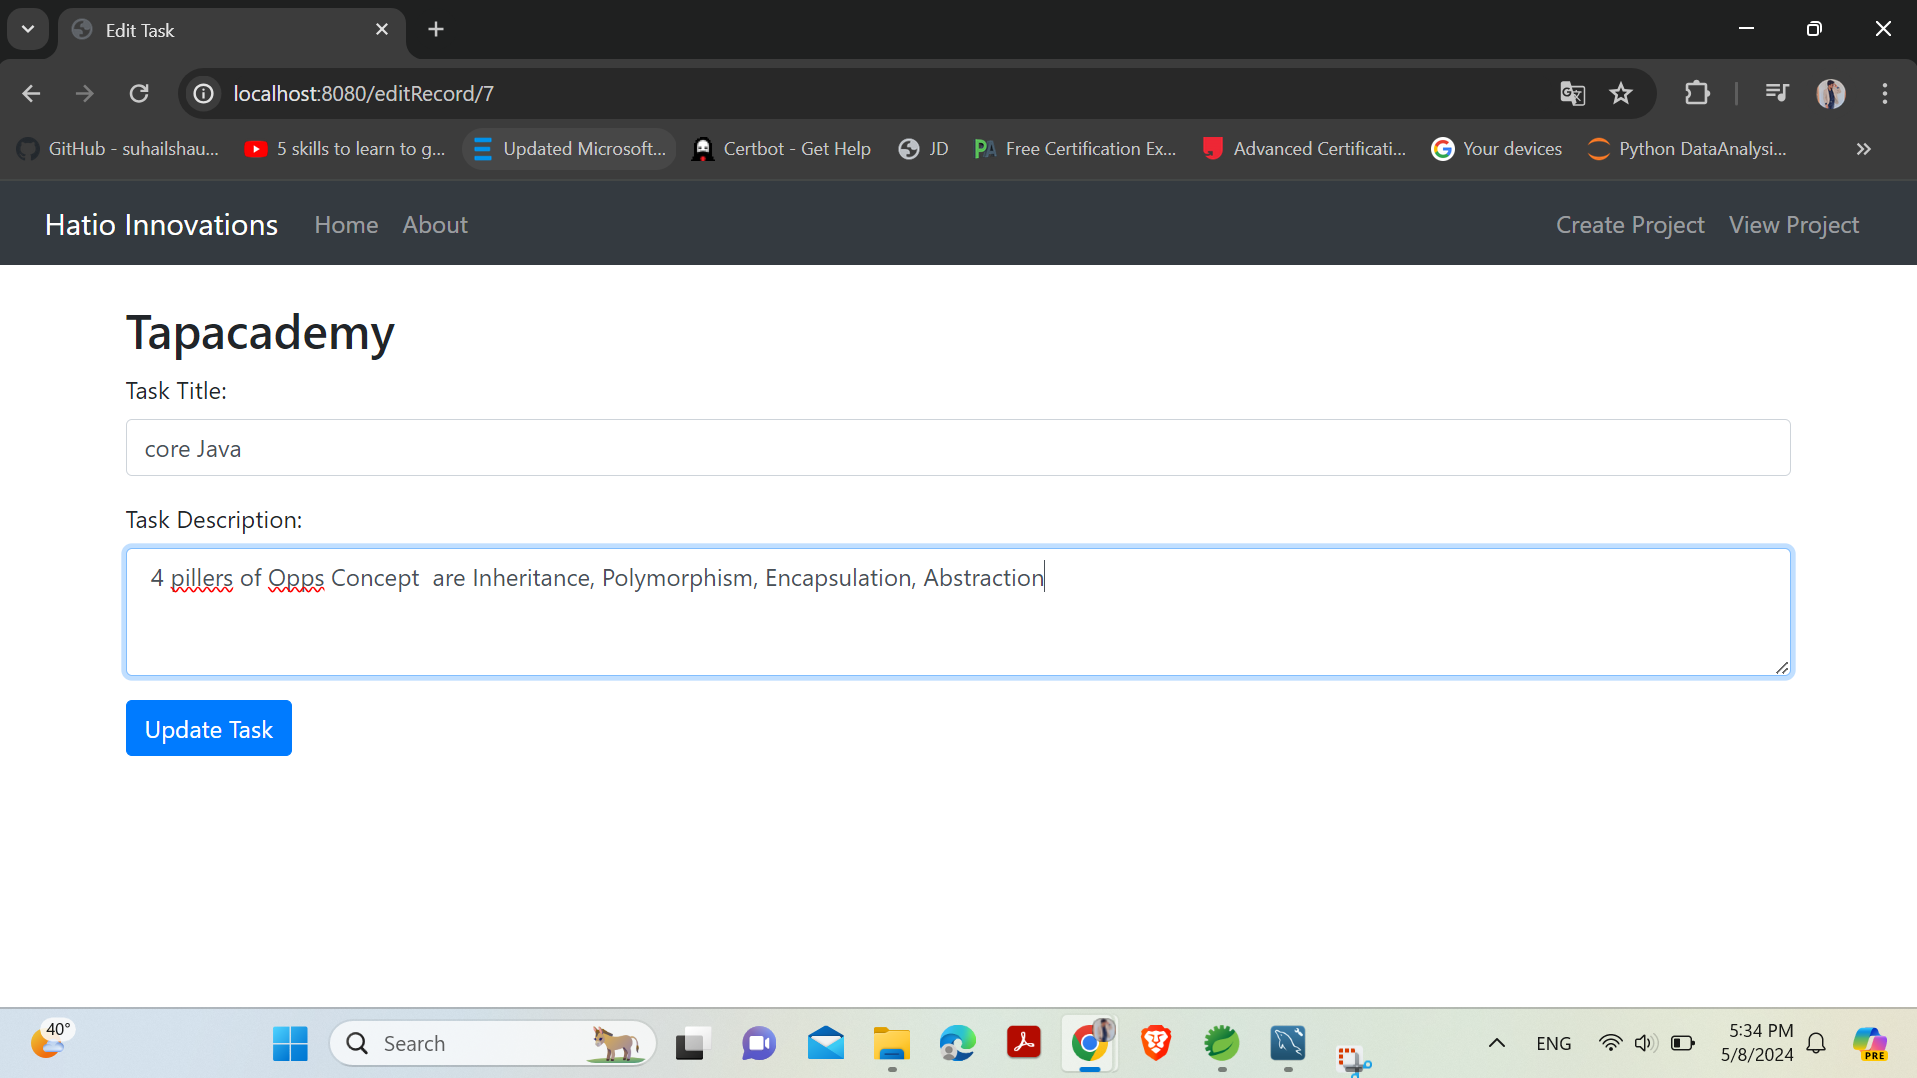 Edit Task
localhost:8080/editRecord/7
GitHub - suhailshau...
5 skills to learn to g...
Updated Microsoft...
Certbot - Get Help
JD
PA
Free Certification Ex...
Advanced Certificati...
Your devices
Python DataAnalysi...
Hatio Innovations
Home
About
Create Project
View Project
Tapacademy
Task Title:
core Java
Task Description:
4 pillers of Opps Concept  are Inheritance, Polymorphism, Encapsulation, Abstraction
Update Task
40°
Search
ENG
5:34 PM
5/8/2024
PRE